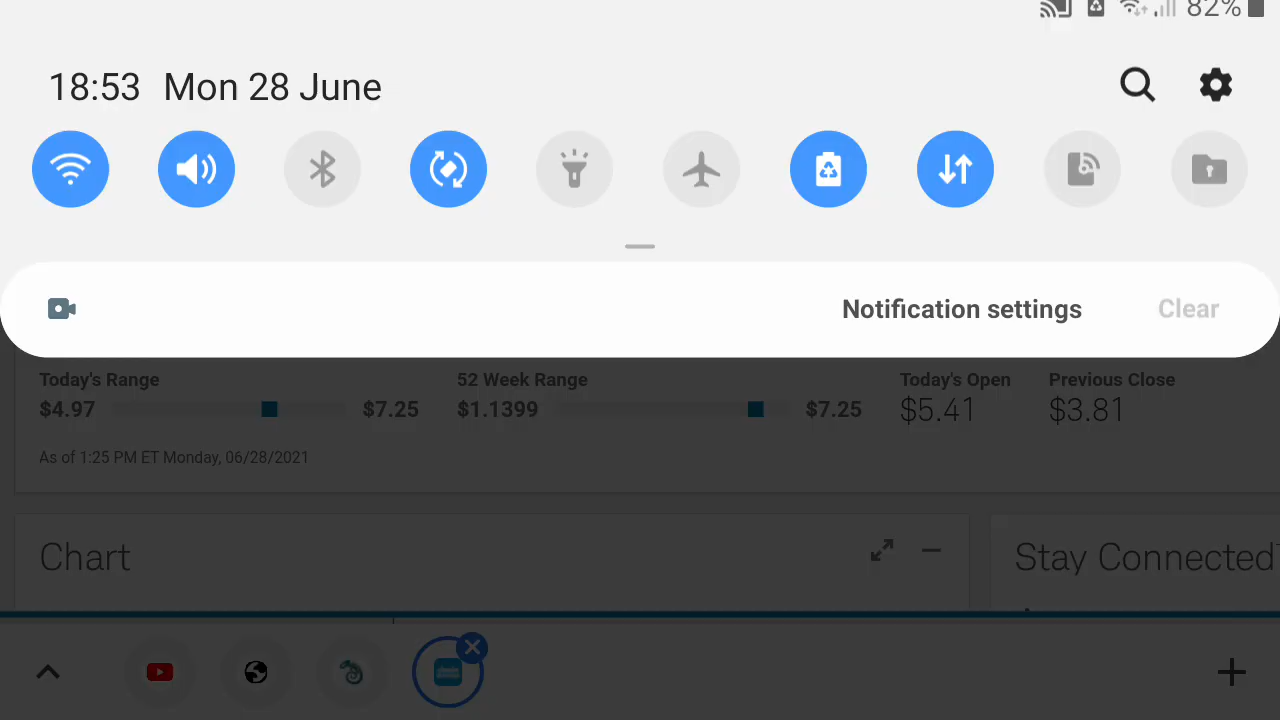 82%
18:53 Mon 28 June
Notification settings Clear
Today's Range 52 Week Range Today's Open Previous Close
$4.97 $7.25 $1.1399 $7.25 $5.41 $3.81
As of 1:25 PM ET Monday, 06/28/2021
Chart Stay Connected